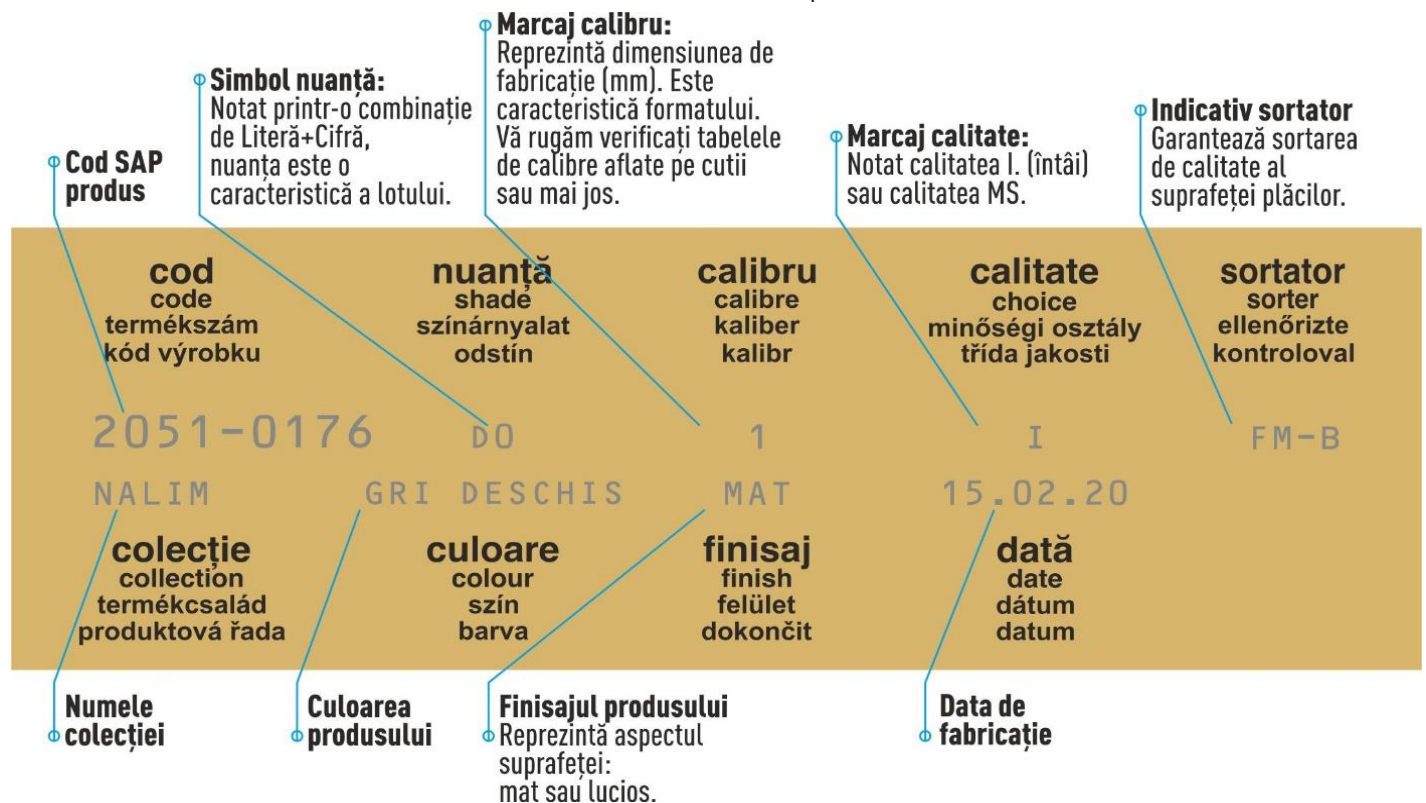 Marcaj calibru:
Reprezintă dimensiunea de
fabricație (mm). Este
caracteristică formatului.
Vă rugăm verificați tabelele
de calibre aflate pe cutii
sau mai jos.
Simbol nuanță:
Notat printr-o combinație
de Literă+Cifră,
nuanța este o
caracteristică a lotului.
Cod SAP
produs
Marcaj calitate:
Notat calitatea I. (întâi)
sau calitatea MS.
Indicativ sortator
Garantează sortarea
de calitate al
suprafeței plăcilor.
cod
code
termékszám
kód výrobku
nuanță
shade
színárnyalat
odstín
calibru
calibre
kaliber
kalibr
calitate
choice
minőségi osztály
třída jakosti
sortator
sorter
ellenőrizte
kontroloval
2051-0176 DO 1 I FM-B
NALIM GRI DESCHIS MAT 15.02.20
colecție
collection
termékcsalád
produktová řada
culoare
colour
szín
barva
finisaj
finish
felület
dokončit
dată
date
dátum
datum
Numele
colecției
Culoarea
produsului
Finisajul produsului
Reprezintă aspectul
suprafeței:
mat sau lucios.
Data de
fabricație